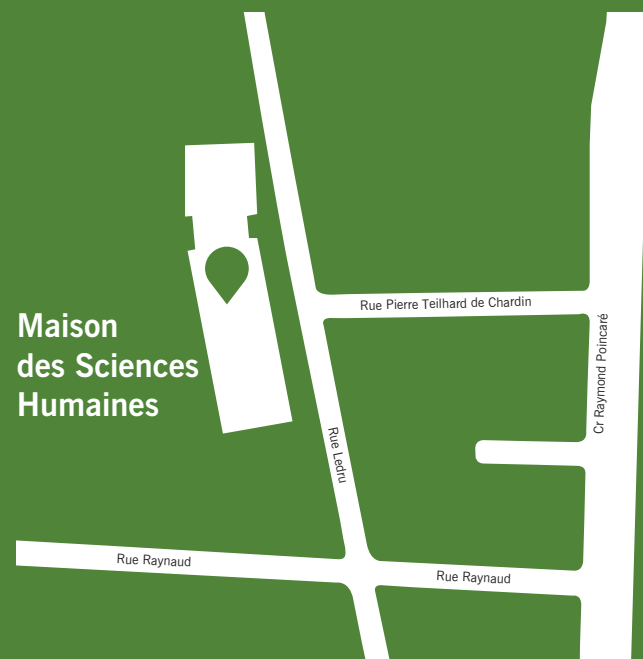 Rue Pierre Teilhard de Chardin
Maison
des Sciences
Humaines
Cr Raymond Poincaré
Rue Ledru
Rue Raynaud
Rue Raynaud